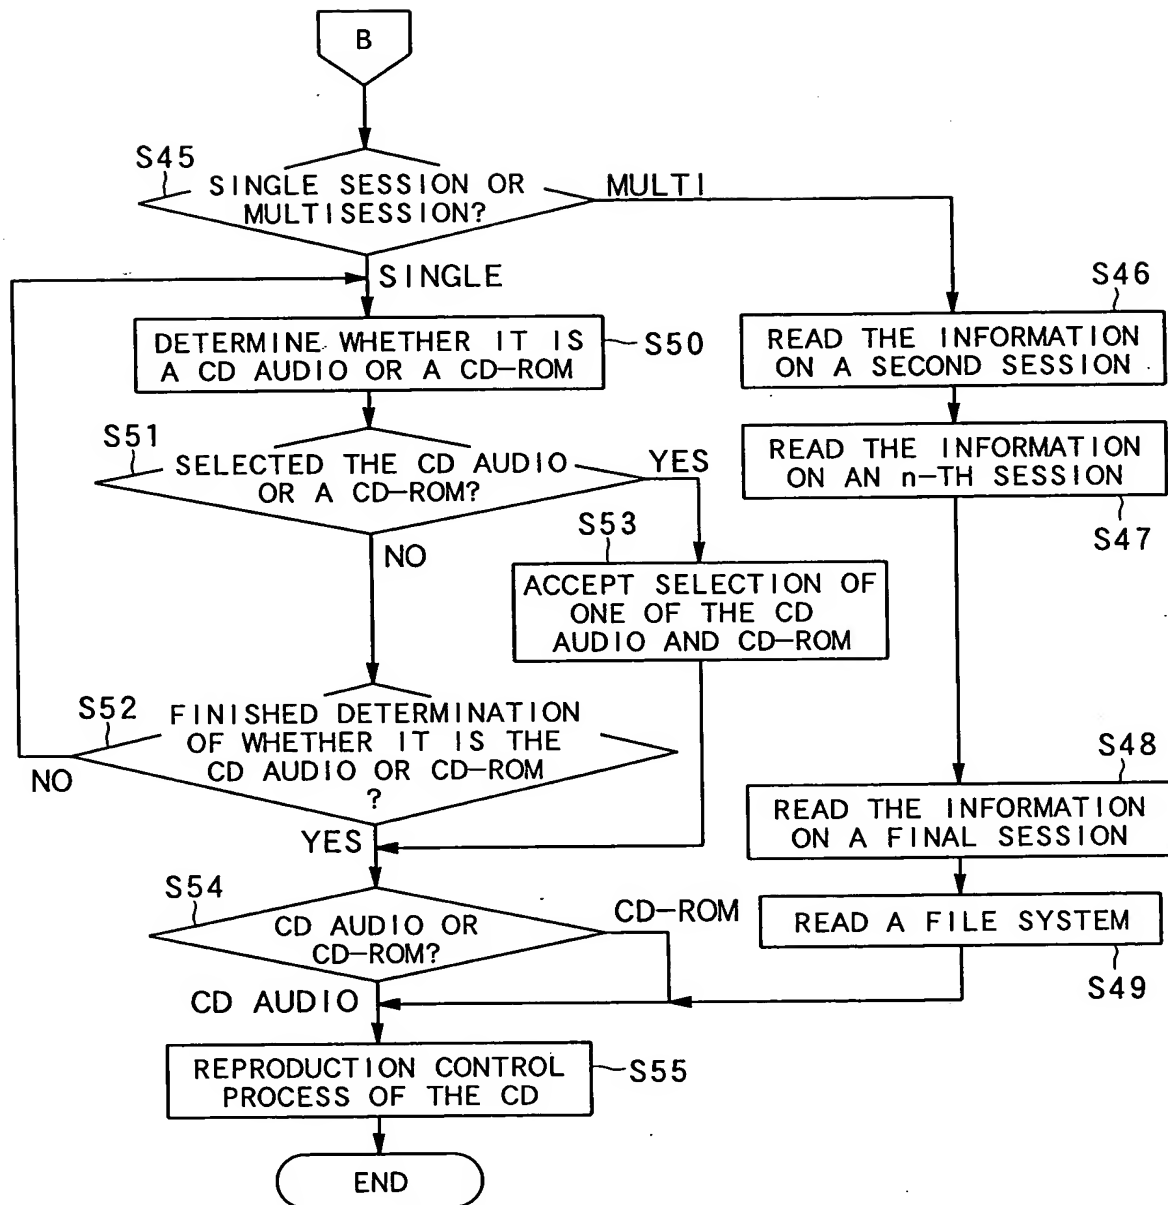 B
S45
SINGLE SESSION OR
MULTISESSION?
MULTI
SINGLE
S46
READ THE INFORMATION
ON A SECOND SESSION
DETERMINE WHETHER IT IS
A CD AUDIO OR A CD-ROM
S50
S51
SELECTED THE CD AUDIO
OR A CD-ROM?
YES
NO
READ THE INFORMATION
ON AN n-TH SESSION
S47
S53
ACCEPT SELECTION OF
ONE OF THE CD
AUDIO AND CD-ROM
S52
FINISHED DETERMINATION
OF WHETHER IT IS THE
CD AUDIO OR CD-ROM
?
NO
YES
S48
READ THE INFORMATION
ON A FINAL SESSION
S54
CD AUDIO OR
CD-ROM?
CD-ROM
CD AUDIO
READ A FILE SYSTEM
S49
REPRODUCTION CONTROL
PROCESS OF THE CD
S55
END